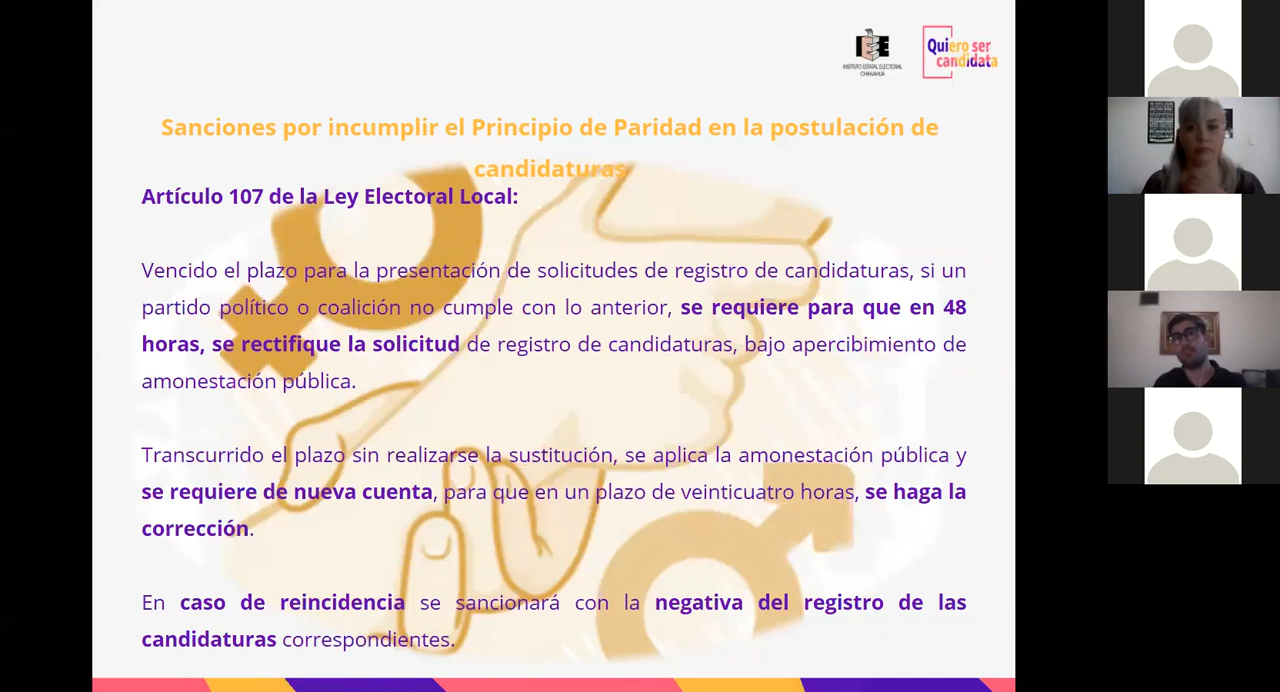 IEE
INSTITUTO ESTATAL ELECTORAL
CHIHUAHUA
Quiero ser
candidata
Sanciones por incumplir el Principio de Paridad en la postulación de
candidaturas
Artículo 107 de la Ley Electoral Local:
Vencido el plazo para la presentación de solicitudes de registro de candidaturas, si un
partido político o coalición no cumple con lo anterior, se requiere para que en 48
horas, se rectifique la solicitud de registro de candidaturas, bajo apercibimiento de
amonestación pública.
Transcurrido el plazo sin realizarse la sustitución, se aplica la amonestación pública y
se requiere de nueva cuenta, para que en un plazo de veinticuatro horas, se haga la
corrección.
En caso de reincidencia se sancionará con la negativa del registro de las
candidaturas correspondientes.